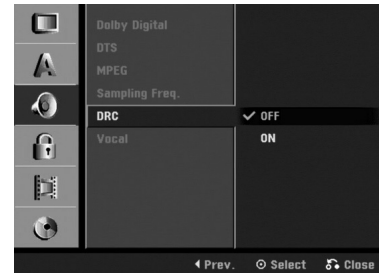 Dolby Digital
DTS
MPEG
Sampling Freq.
DRC
OFF
Vocal
ON
Prev. Select Close